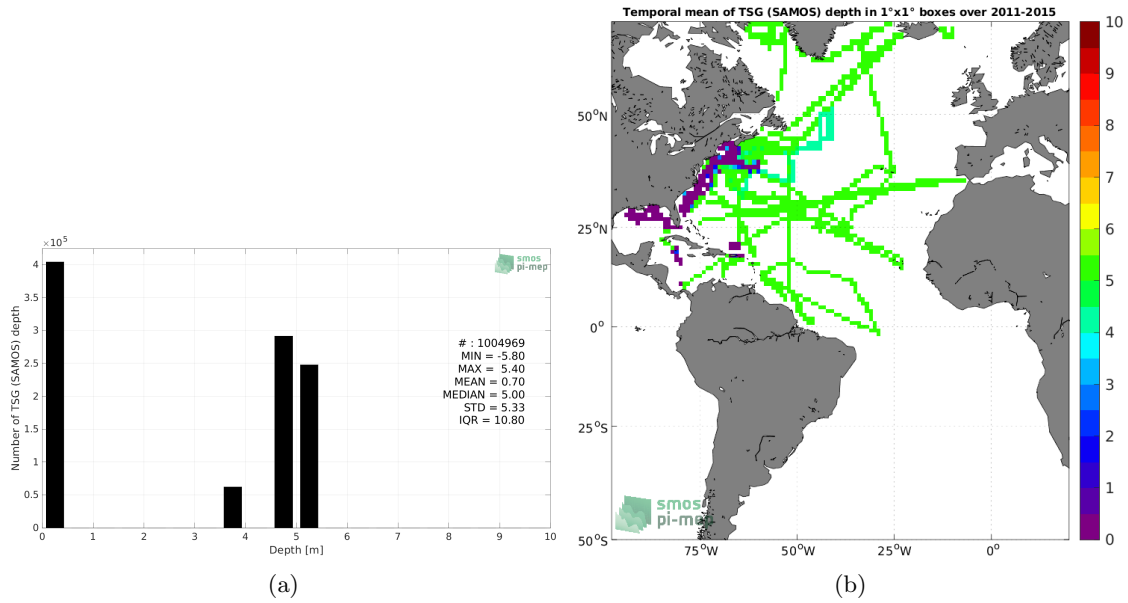 ×10⁵
4
3.5
3
2.5
2
1.5
1
0.5
0
Number of TSG (SAMOS) depth
smos
pi-mep
# : 1004969
MIN = -5.80
MAX = 5.40
MEAN = 0.70
MEDIAN = 5.00
STD = 5.33
IQR = 10.80
0 1 2 3 4 5 6 7 8 9 10
Depth [m]
(a)
Temporal mean of TSG (SAMOS) depth in 1°x1° boxes over 2011-2015
50°N
25°N
0°
25°S
50°S
75°W 50°W 25°W 0°
smos
pi-mep
10
9
8
7
6
5
4
3
2
1
0
(b)